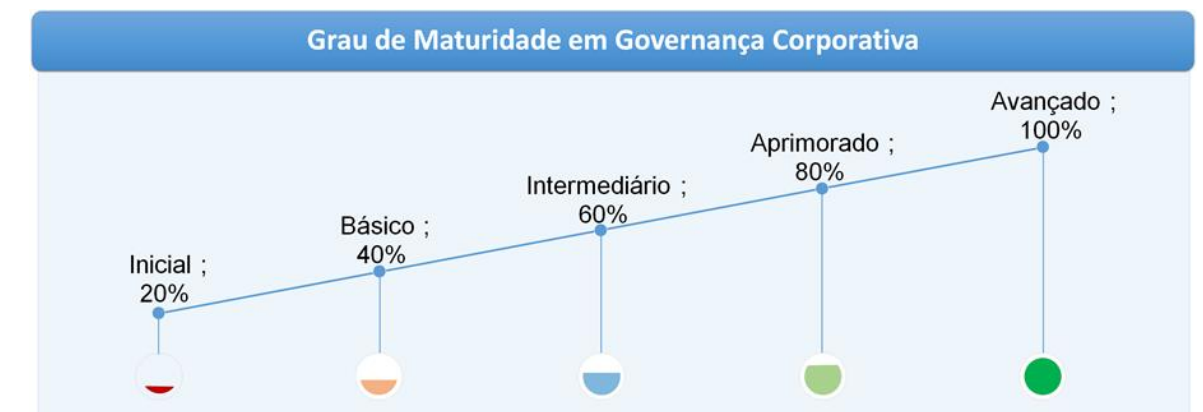 Grau de Maturidade em Governança Corporativa
Inicial ;
20%
Básico ;
40%
Intermediário ;
60%
Aprimorado ;
80%
Avançado ;
100%